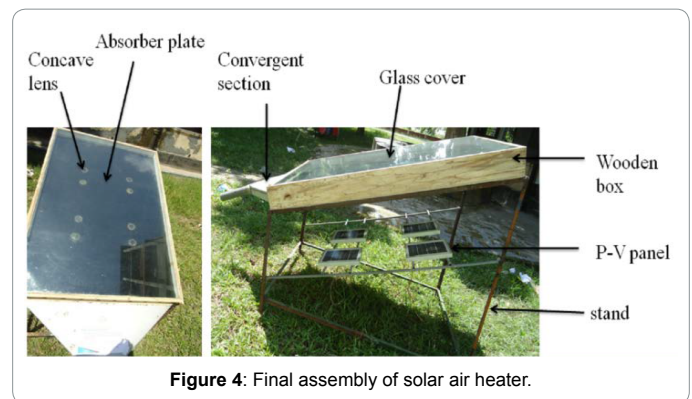 Absorber plate
Concave
lens
Convergent
section
Glass cover
Wooden
box
P-V panel
stand
Figure 4: Final assembly of solar air heater.